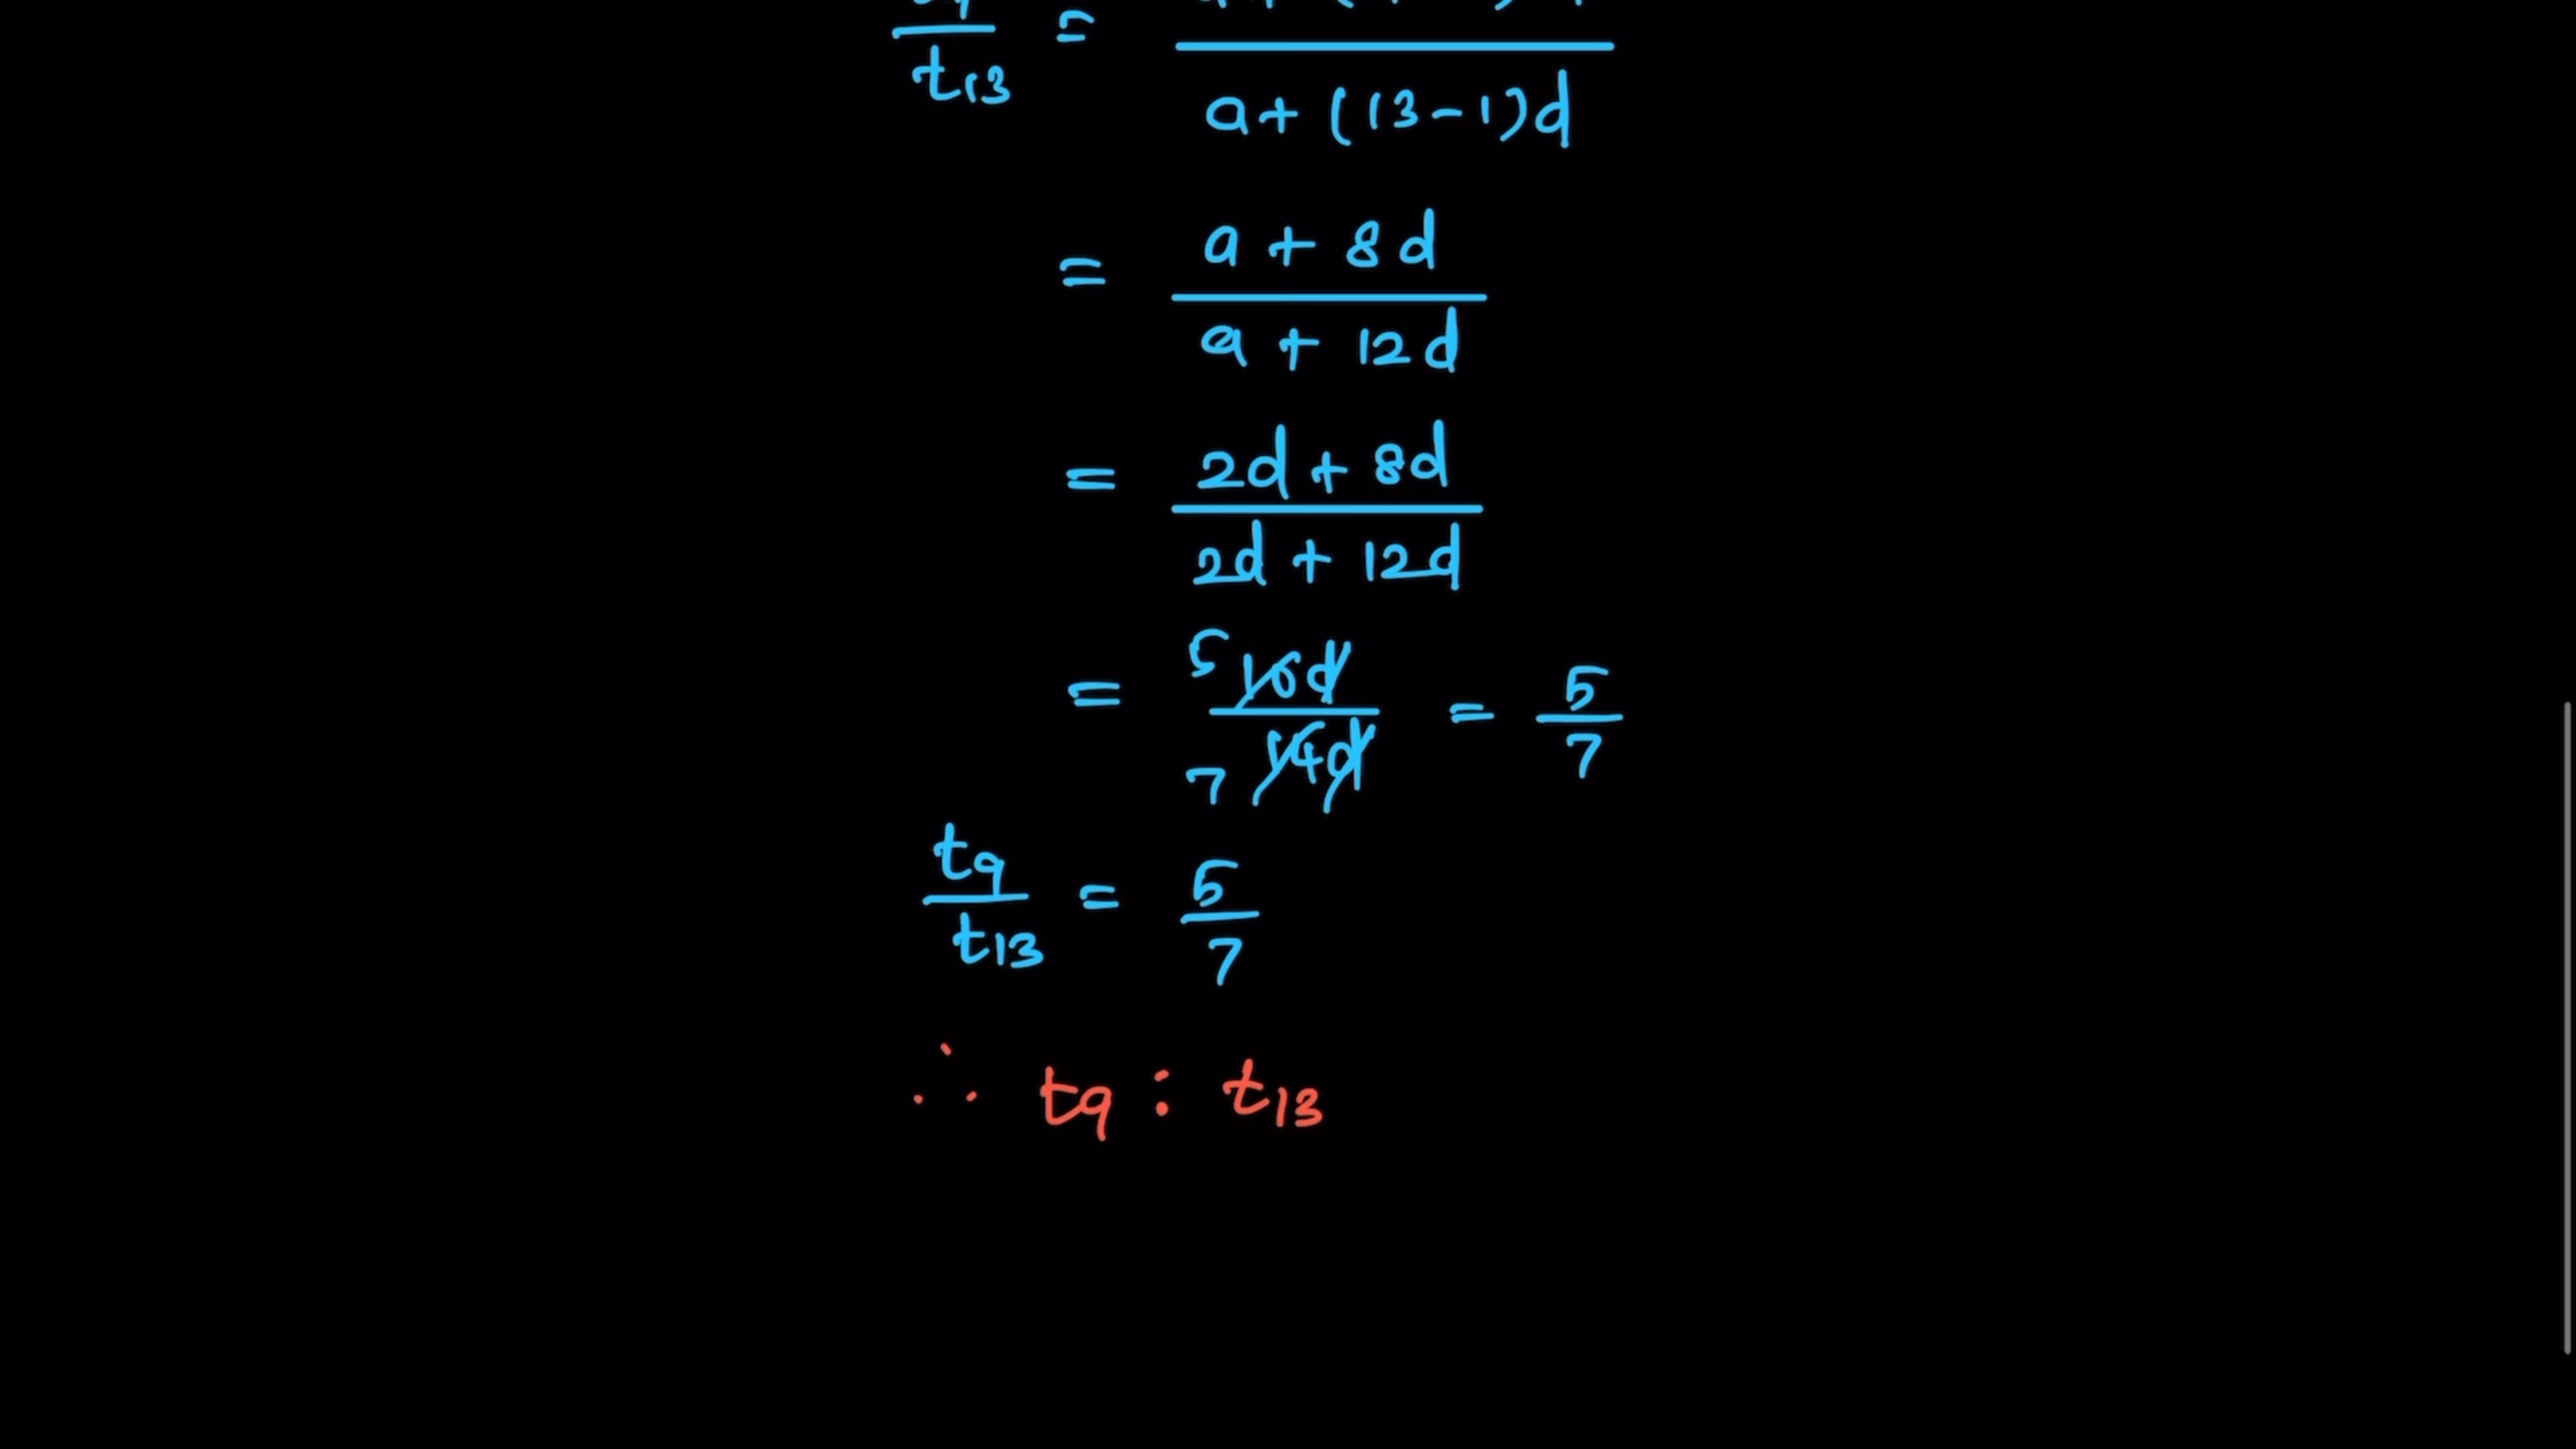 t13 =
a + (13 - 1)d
= a + 8d / a + 12d
= 2d + 8d / 2d + 12d
= 5 10d / 7 14d = 5 / 7
t9 / t13 = 5 / 7
∴ t9 : t13